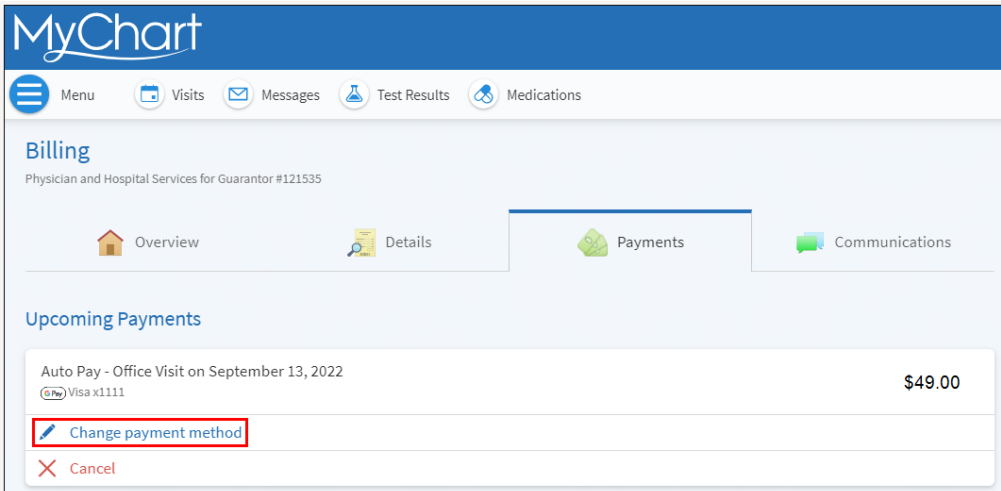 MyChart
Menu Visits Messages Test Results Medications
Billing
Physician and Hospital Services for Guarantor #121535
Overview Details Payments Communications
Upcoming Payments
Auto Pay - Office Visit on September 13, 2022
$49.00
G Pay Visa x1111
Change payment method
Cancel